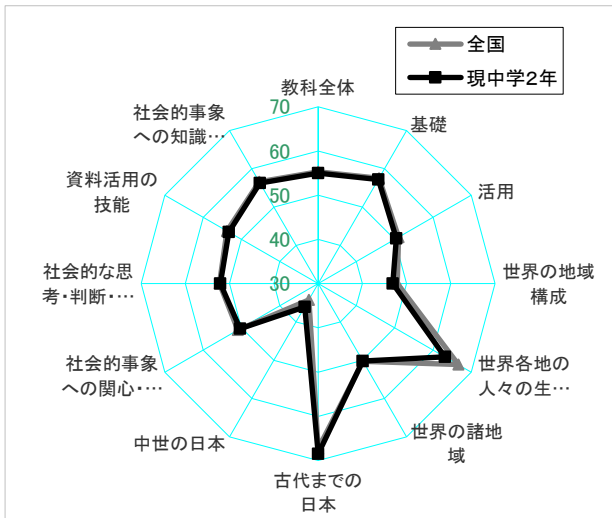 全国
現中学2年
教科全体
基礎
活用
世界の地域
構成
世界各地の
人々の生…
世界の諸地
域
古代までの
日本
中世の日本
社会的事象
への関心・…
社会的な思
考・判断・…
資料活用の
技能
社会的事象
への知識…
70
60
50
40
30